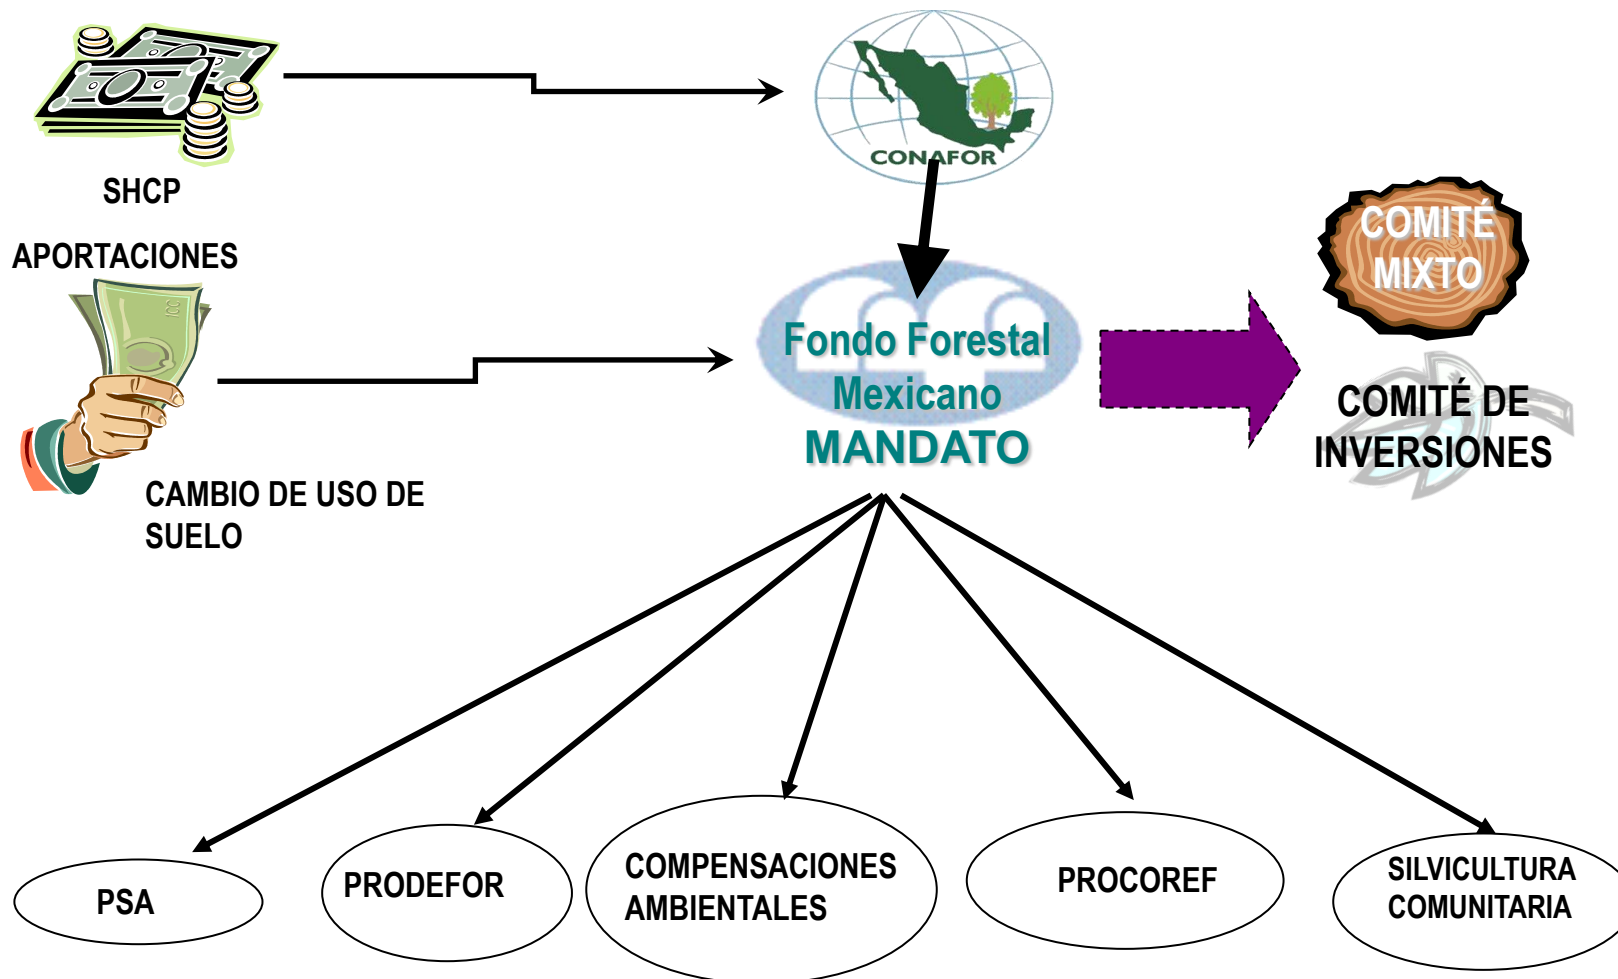 CONAFOR
SHCP
APORTACIONES
COMITÉ
MIXTO
Fondo Forestal
Mexicano
MANDATO
COMITÉ DE
INVERSIONES
CAMBIO DE USO DE
SUELO
PSA
PRODEFOR
COMPENSACIONES
AMBIENTALES
PROCOREF
SILVICULTURA
COMUNITARIA